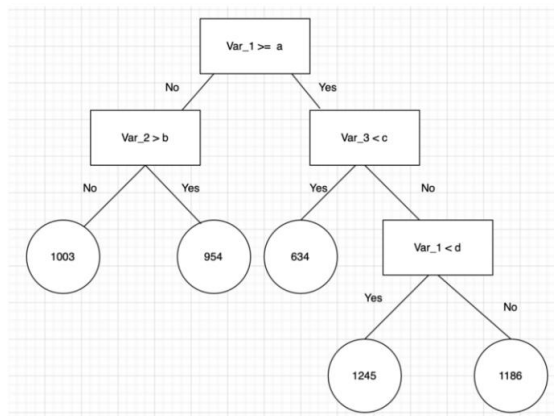 Var_1 >= a
No
Yes
Var_2 > b
Var_3 < c
No
Yes
Yes
No
1003
954
634
Var_1 < d
Yes
No
1245
1186